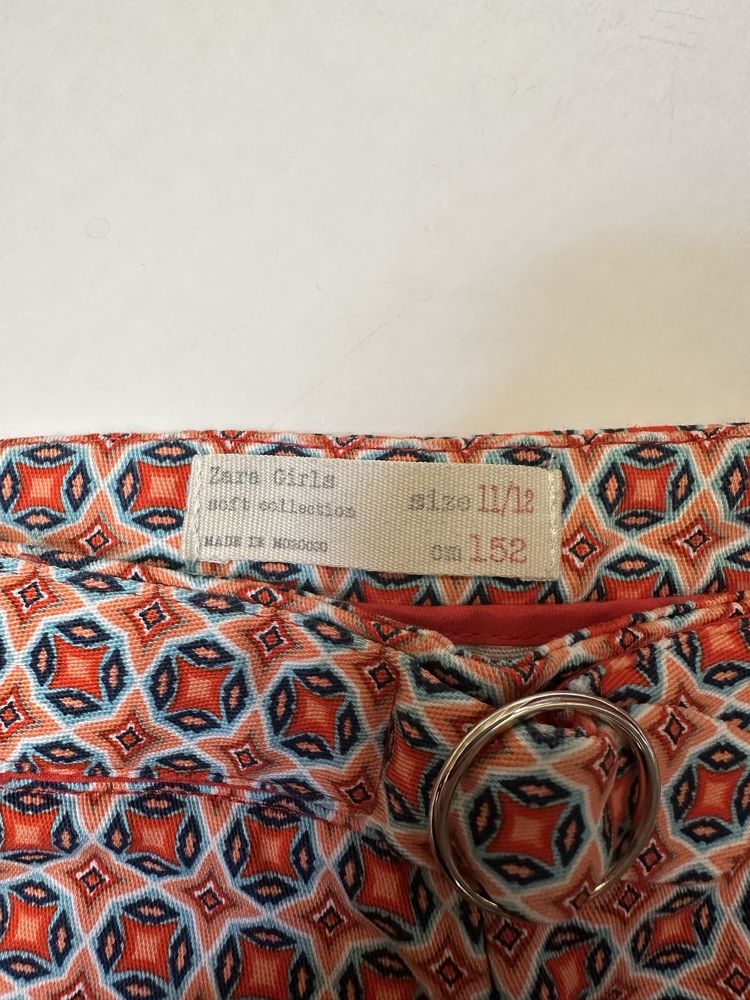 Zara Girls
soft collection
size 11/12
MADE IN MOROCCO
cm 152